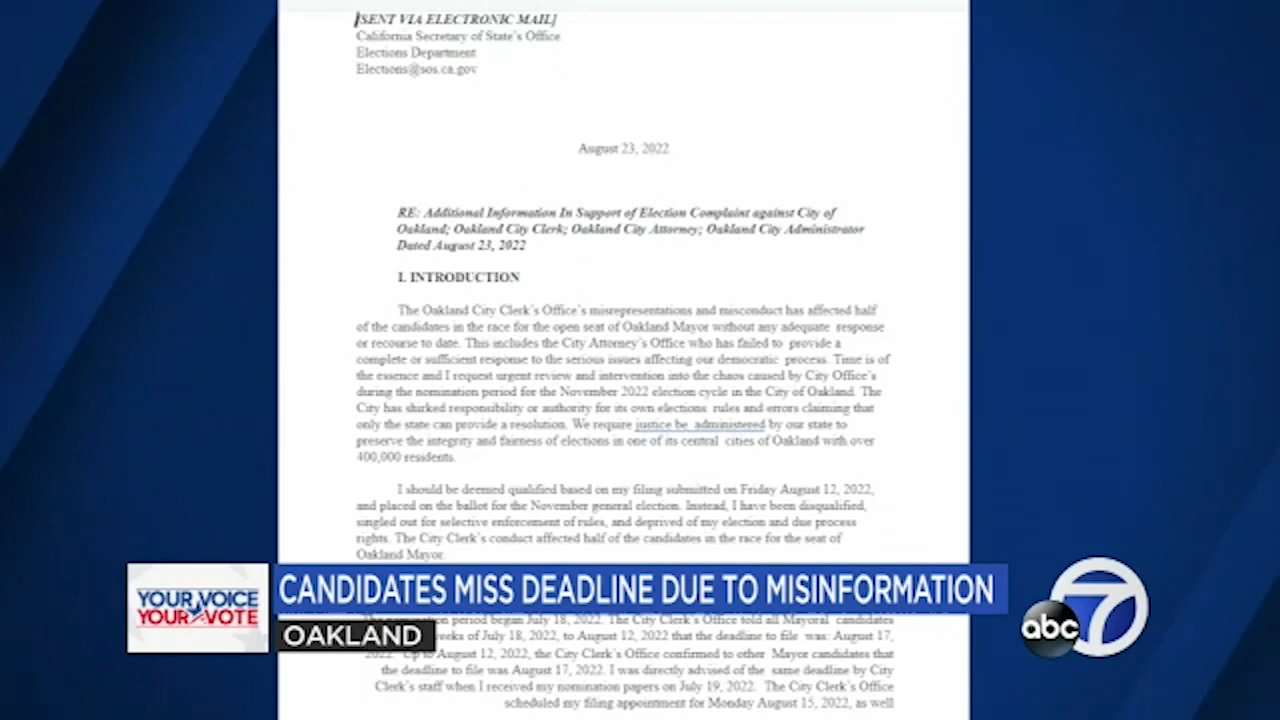 [SENT VIA ELECTRONIC MAIL]
California Secretary of State's Office
Elections Department
Elections@sos.ca.gov
August 23, 2022
RE: Additional Information In Support of Election Complaint against City of
Oakland; Oakland City Clerk; Oakland City Attorney; Oakland City Administrator
Dated August 23, 2022
I. INTRODUCTION
The Oakland City Clerk's Office's misrepresentations and misconduct has affected half
of the candidates in the race for the open seat of Oakland Mayor without any adequate response
or recourse to date. This includes the City Attorney's Office who has failed to provide a
complete or sufficient response to the serious issues affecting our democratic process. Time is of
the essence and I request urgent review and intervention into the chaos caused by City Office's
during the nomination period for the November 2022 election cycle in the City of Oakland. The
City has shirked responsibility or authority for its own elections rules and errors claiming that
only the state can provide a resolution. We require justice be administered by our state to
preserve the integrity and fairness of elections in one of its central cities of Oakland with over
400,000 residents.
I should be deemed qualified based on my filing submitted on Friday August 12, 2022,
and placed on the ballot for the November general election. Instead, I have been disqualified,
singled out for selective enforcement of rules, and deprived of my election and due process
rights. The City Clerk's conduct affected half of the candidates in the race for the seat of
Oakland Mayor.
YOUR VOICE
YOUR VOTE
CANDIDATES MISS DEADLINE DUE TO MISINFORMATION
OAKLAND
abc 7
period began July 18, 2022. The City Clerk's Office told all Mayoral candidates
of July 18, 2022, to August 12, 2022 that the deadline to file was: August 17,
2022. Up to August 12, 2022, the City Clerk's Office confirmed to other Mayor candidates that
the deadline to file was August 17, 2022. I was directly advised of the same deadline by City
Clerk's staff when I received my nomination papers on July 19, 2022. The City Clerk's Office
scheduled my filing appointment for Monday August 15, 2022, as well